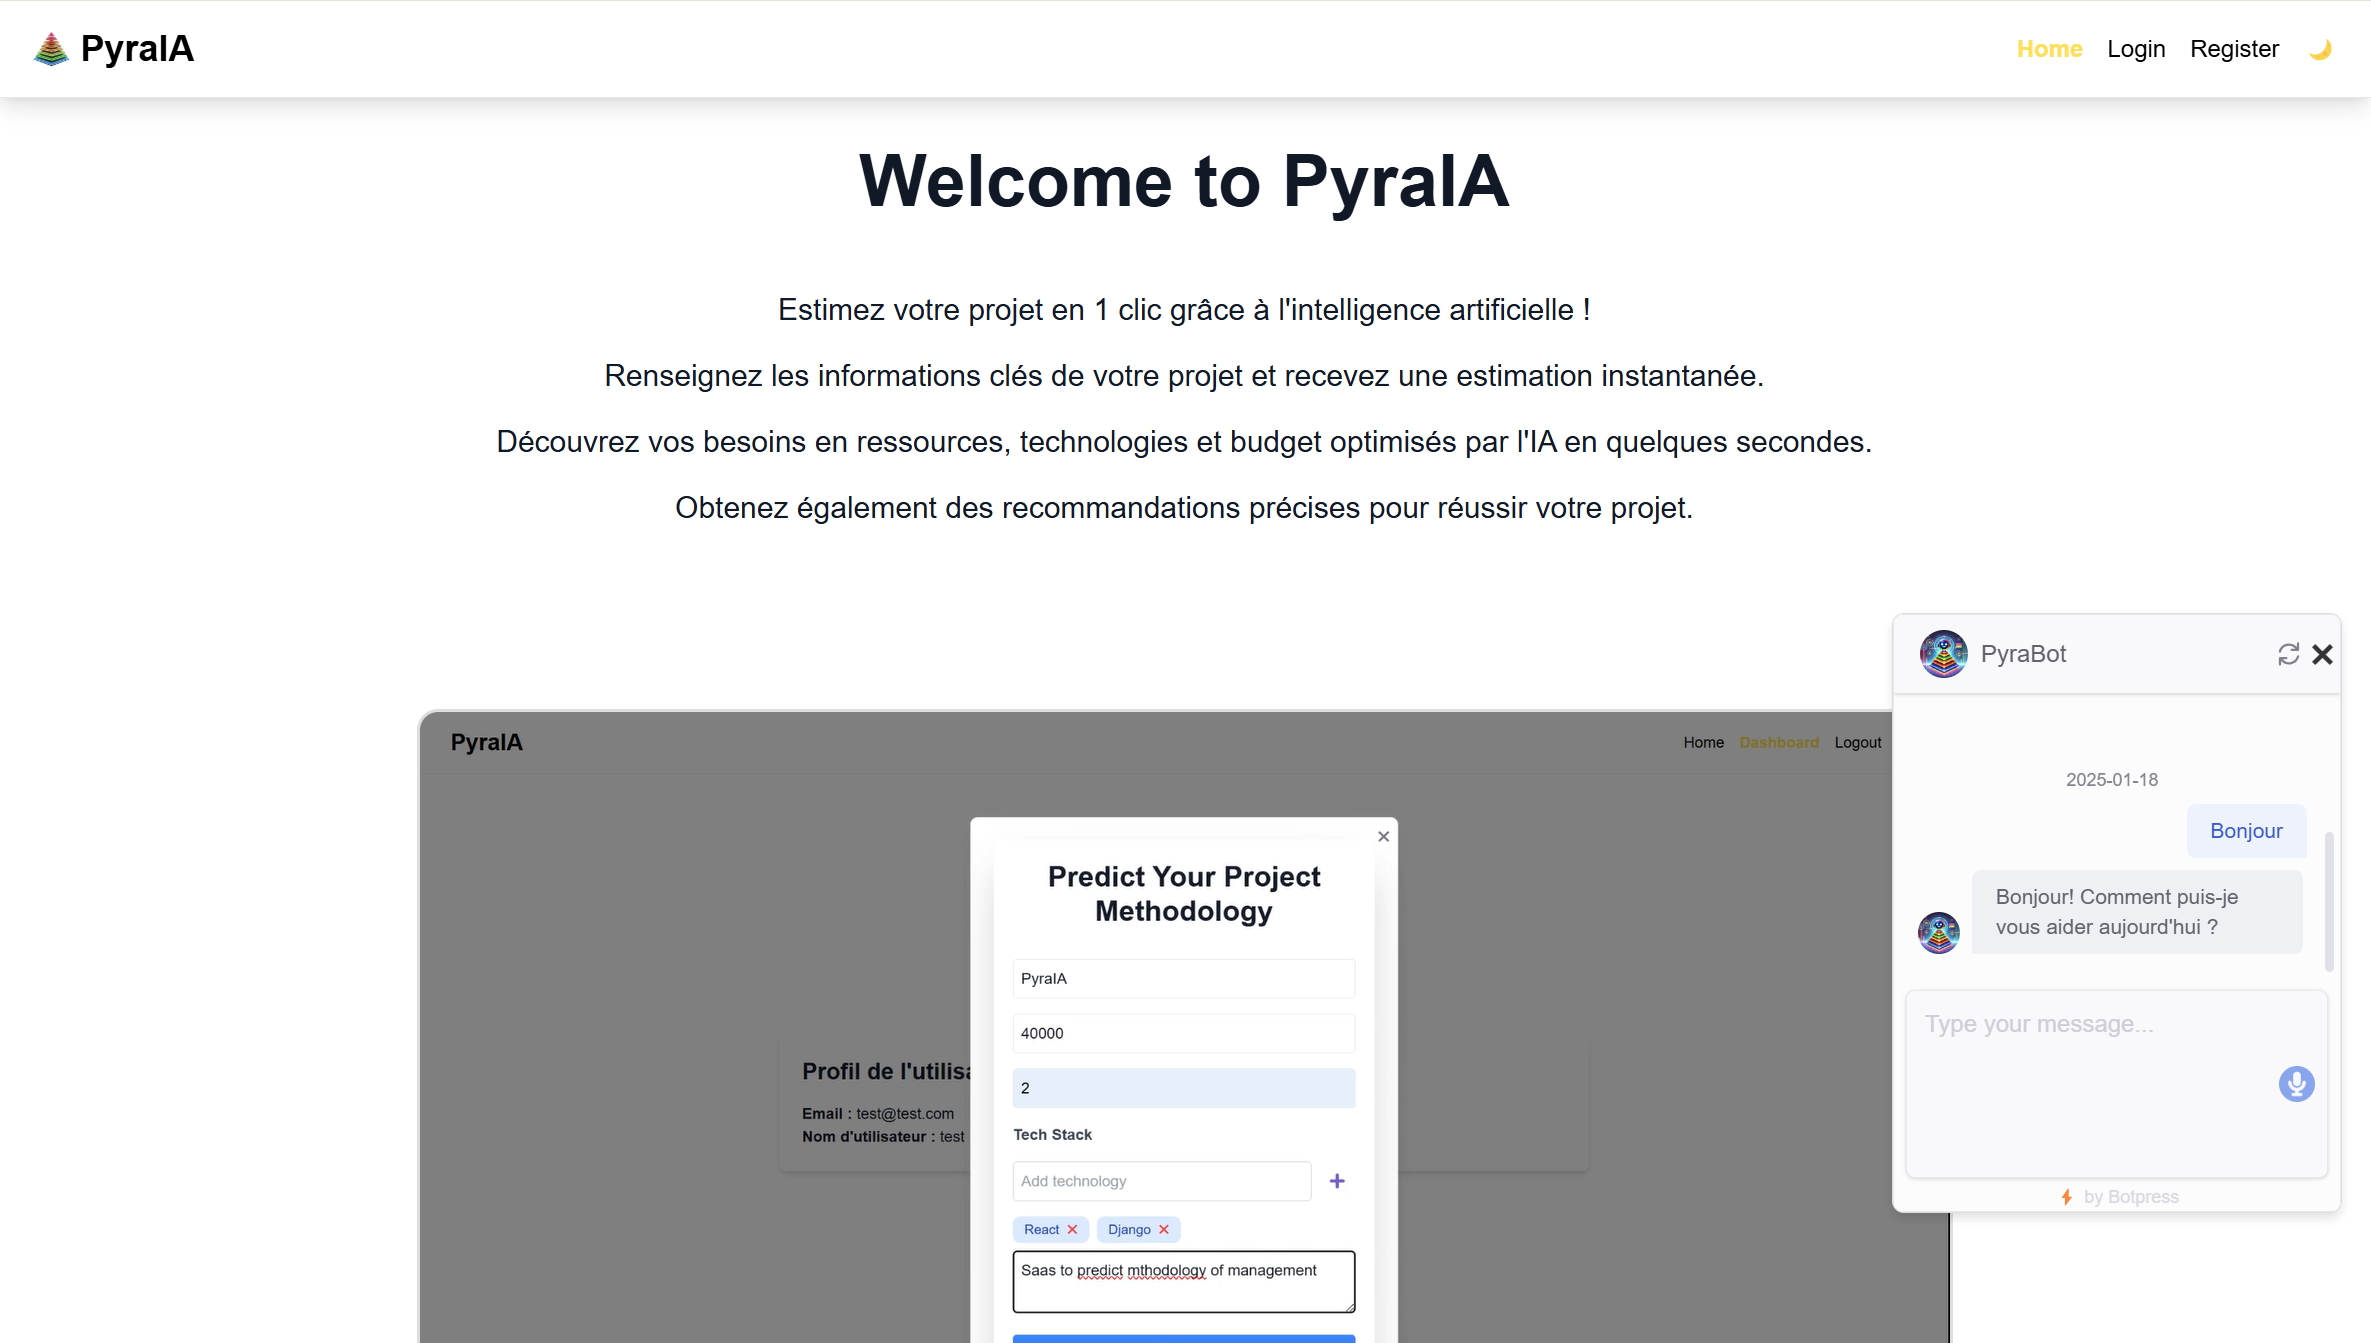 PyraIA
Home Login Register
Welcome to PyraIA
Estimez votre projet en 1 clic grâce à l'intelligence artificielle !
Renseignez les informations clés de votre projet et recevez une estimation instantanée.
Découvrez vos besoins en ressources, technologies et budget optimisés par l'IA en quelques secondes.
Obtenez également des recommandations précises pour réussir votre projet.
PyraIA
Home Dashboard Logout
Profil de l'utilisa
Email : test@test.com
Nom d'utilisateur : test
Predict Your Project
Methodology
PyraIA
40000
2
Tech Stack
Add technology
React
Django
Saas to predict mthodology of management
PyraBot
2025-01-18
Bonjour
Bonjour! Comment puis-je
vous aider aujourd'hui ?
Type your message...
by Botpress